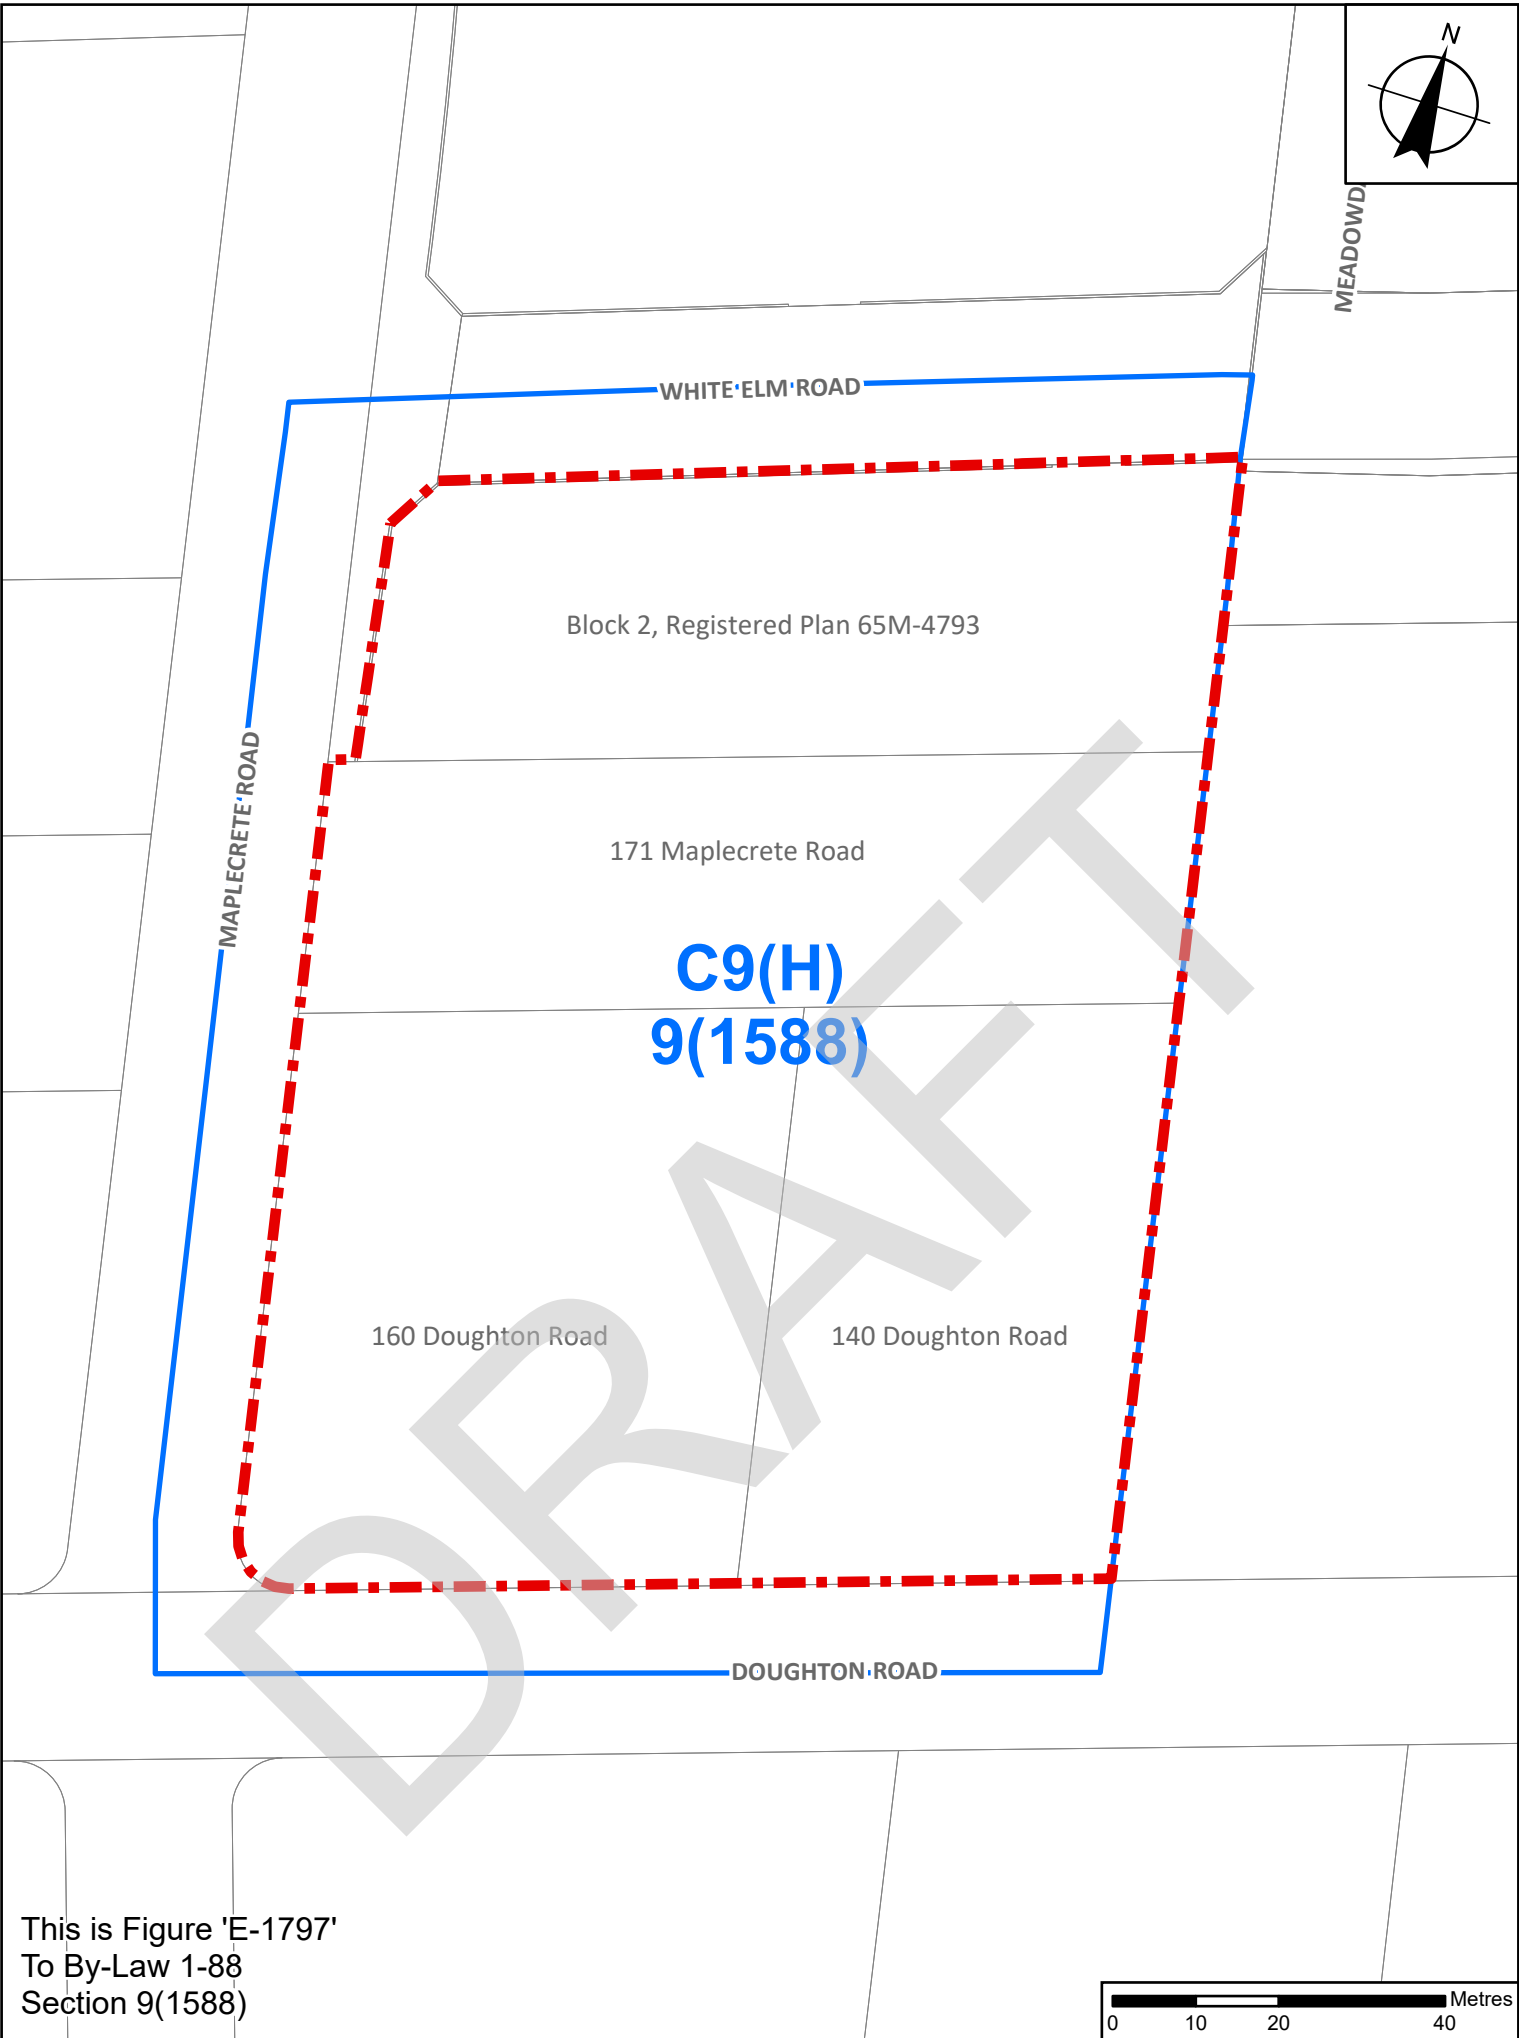 N
WHITE ELM ROAD
Block 2, Registered Plan 65M-4793
MAPLECRETE ROAD
171 Maplecrete Road
C9(H)
9(1588)
160 Doughton Road
140 Doughton Road
DRAFT
DOUGHTON ROAD
This is Figure 'E-1797'
To By-Law 1-88
Section 9(1588)
Metres
0 10 20 40